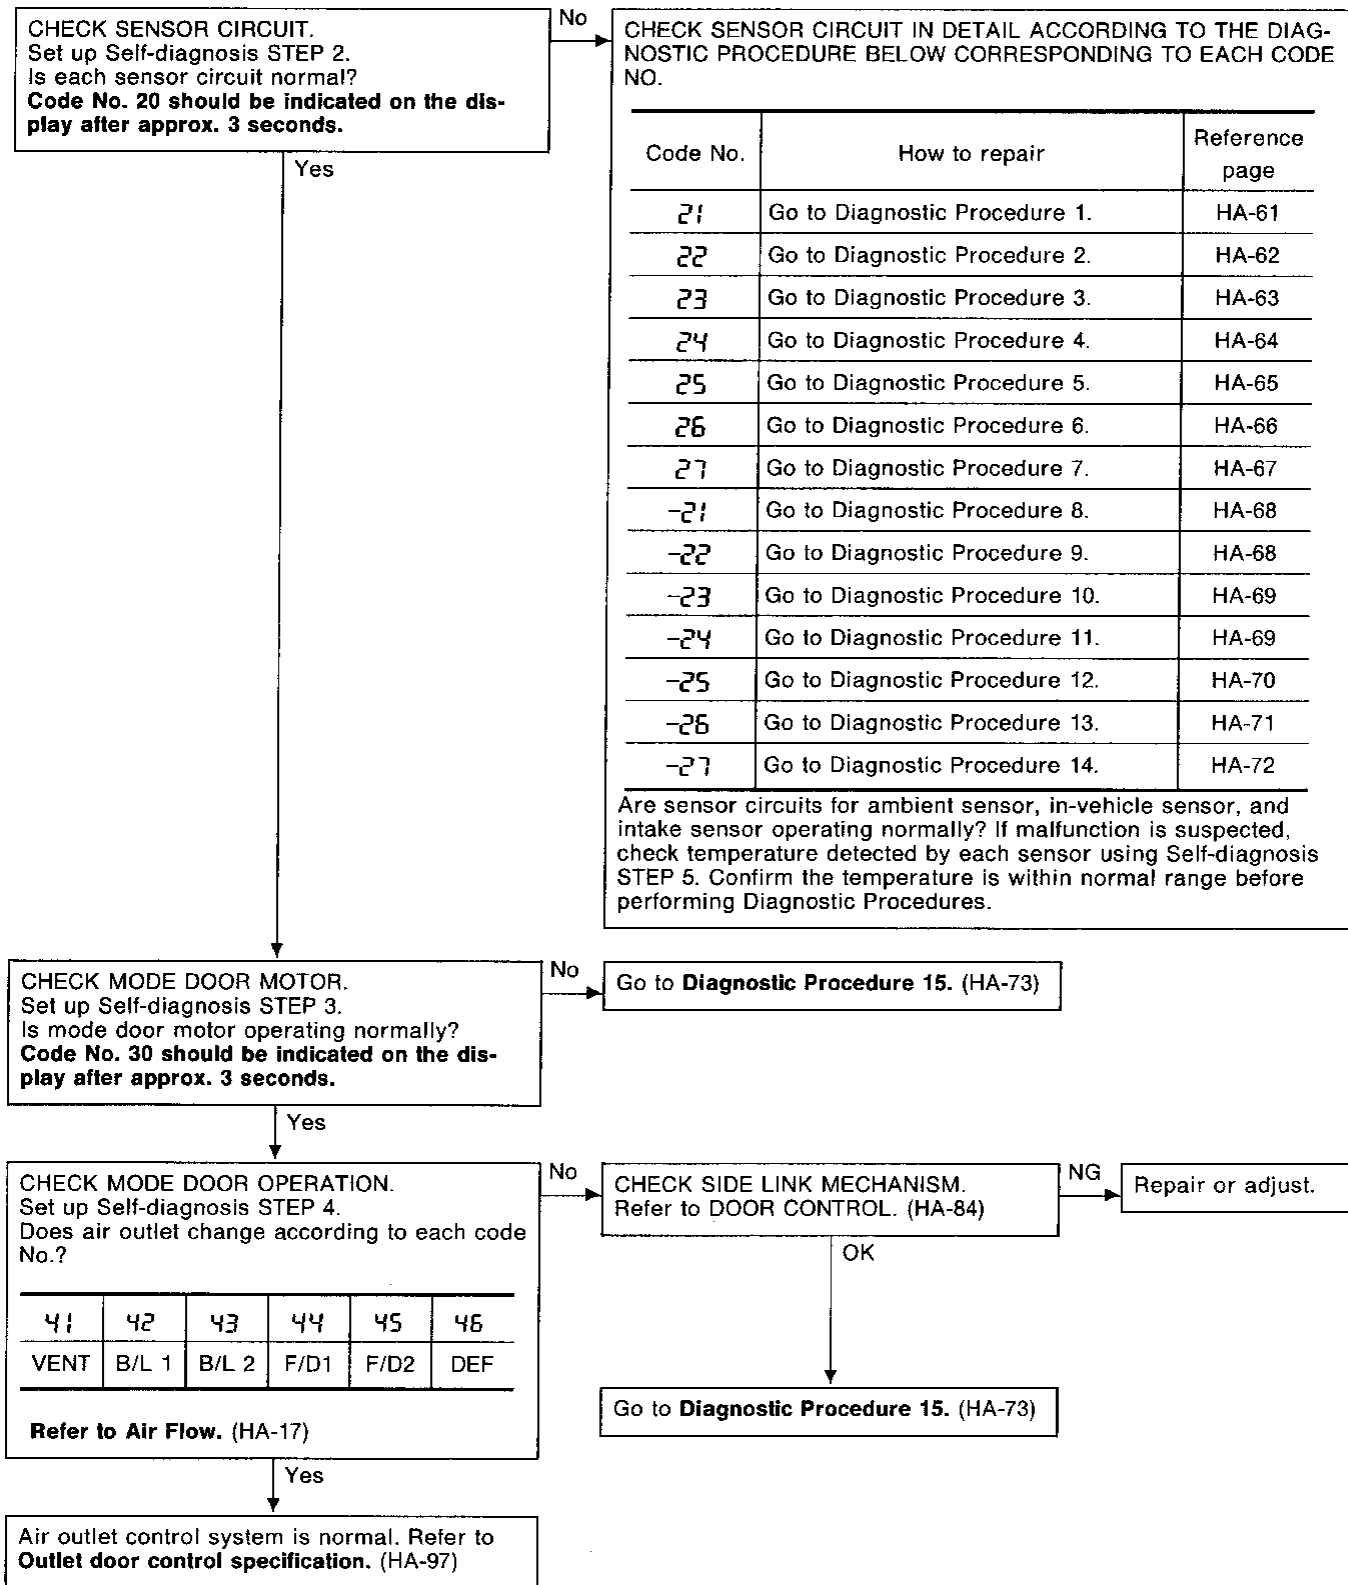 CHECK SENSOR CIRCUIT.
Set up Self-diagnosis STEP 2.
Is each sensor circuit normal?
Code No. 20 should be indicated on the dis-
play after approx. 3 seconds.
No
Yes
CHECK SENSOR CIRCUIT IN DETAIL ACCORDING TO THE DIAG-
NOSTIC PROCEDURE BELOW CORRESPONDING TO EACH CODE
NO.
Code No. How to repair Reference page
21 Go to Diagnostic Procedure 1. HA-61
22 Go to Diagnostic Procedure 2. HA-62
23 Go to Diagnostic Procedure 3. HA-63
24 Go to Diagnostic Procedure 4. HA-64
25 Go to Diagnostic Procedure 5. HA-65
26 Go to Diagnostic Procedure 6. HA-66
27 Go to Diagnostic Procedure 7. HA-67
-21 Go to Diagnostic Procedure 8. HA-68
-22 Go to Diagnostic Procedure 9. HA-68
-23 Go to Diagnostic Procedure 10. HA-69
-24 Go to Diagnostic Procedure 11. HA-69
-25 Go to Diagnostic Procedure 12. HA-70
-26 Go to Diagnostic Procedure 13. HA-71
-27 Go to Diagnostic Procedure 14. HA-72
Are sensor circuits for ambient sensor, in-vehicle sensor, and
intake sensor operating normally? If malfunction is suspected,
check temperature detected by each sensor using Self-diagnosis
STEP 5. Confirm the temperature is within normal range before
performing Diagnostic Procedures.
CHECK MODE DOOR MOTOR.
Set up Self-diagnosis STEP 3.
Is mode door motor operating normally?
Code No. 30 should be indicated on the dis-
play after approx. 3 seconds.
No
Go to Diagnostic Procedure 15. (HA-73)
Yes
CHECK MODE DOOR OPERATION.
Set up Self-diagnosis STEP 4.
Does air outlet change according to each code
No.?
41 42 43 44 45 46
VENT B/L 1 B/L 2 F/D1 F/D2 DEF
Refer to Air Flow. (HA-17)
No
CHECK SIDE LINK MECHANISM.
Refer to DOOR CONTROL. (HA-84)
NG
Repair or adjust.
OK
Go to Diagnostic Procedure 15. (HA-73)
Yes
Air outlet control system is normal. Refer to
Outlet door control specification. (HA-97)